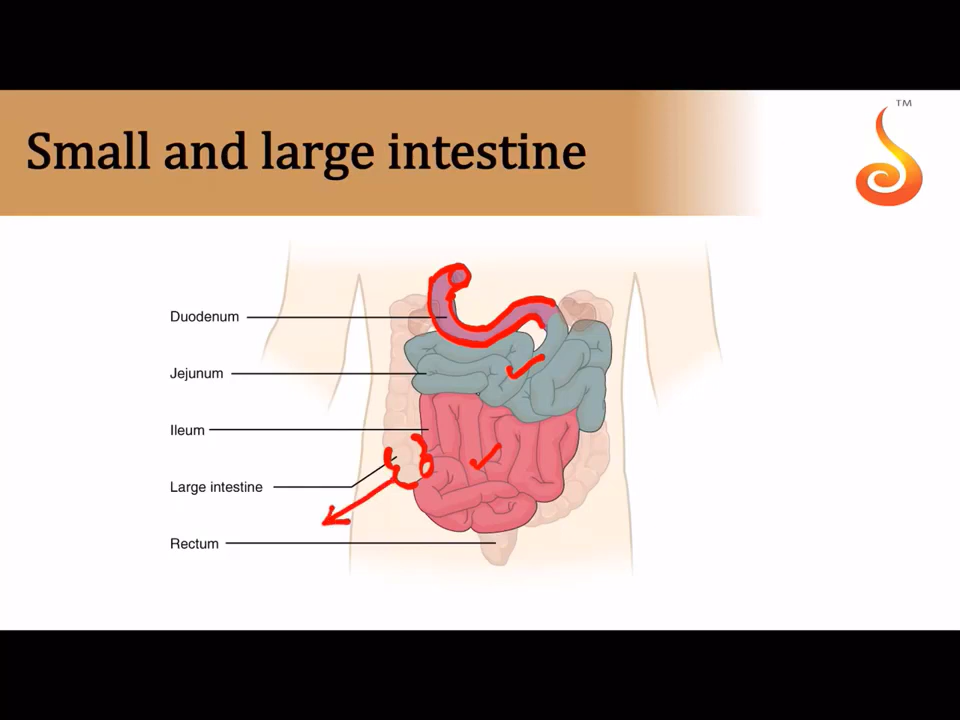 TM
Small and large intestine
Duodenum
Jejunum
Ileum
Large intestine
Rectum